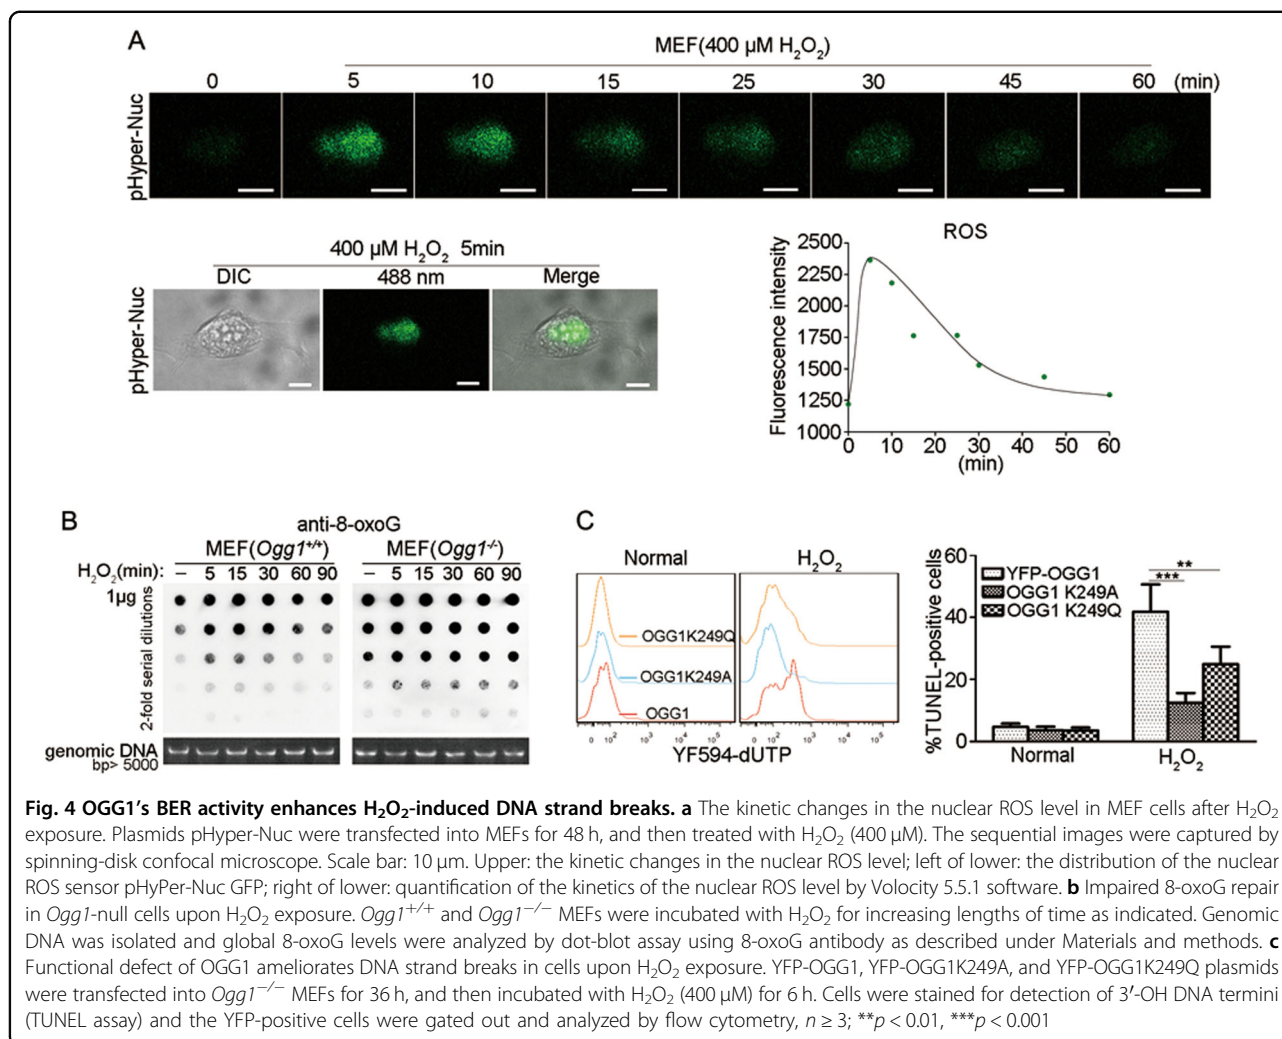 A
MEF(400 µM H₂O₂)
0 5 10 15 25 30 45 60 (min)
pHyper-Nuc
400 µM H₂O₂ 5min
DIC 488 nm Merge
pHyper-Nuc
ROS
Fluorescence intensity
2500
2250
2000
1750
1500
1250
1000
0 10 20 30 40 50 60
(min)
B
anti-8-oxoG
MEF(Ogg1+/+) MEF(Ogg1-/-)
H₂O₂(min): – 5 15 30 60 90 – 5 15 30 60 90
1µg
2-fold serial dilutions
genomic DNA
bp> 5000
C
Normal H₂O₂
OGG1K249Q
OGG1K249A
OGG1
0 10² 10³ 10⁴ 10⁵ 0 10² 10³ 10⁴ 10⁵
YF594-dUTP
%TUNEL-positive cells
60
40
20
0
YFP-OGG1
OGG1 K249A
OGG1 K249Q
**
***
Normal H₂O₂
Fig. 4 OGG1's BER activity enhances H₂O₂-induced DNA strand breaks. a The kinetic changes in the nuclear ROS level in MEF cells after H₂O₂
exposure. Plasmids pHyper-Nuc were transfected into MEFs for 48 h, and then treated with H₂O₂ (400 µM). The sequential images were captured by
spinning-disk confocal microscope. Scale bar: 10 µm. Upper: the kinetic changes in the nuclear ROS level; left of lower: the distribution of the nuclear
ROS sensor pHyPer-Nuc GFP; right of lower: quantification of the kinetics of the nuclear ROS level by Volocity 5.5.1 software. b Impaired 8-oxoG repair
in Ogg1-null cells upon H₂O₂ exposure. Ogg1+/+ and Ogg1−/− MEFs were incubated with H₂O₂ for increasing lengths of time as indicated. Genomic
DNA was isolated and global 8-oxoG levels were analyzed by dot-blot assay using 8-oxoG antibody as described under Materials and methods. c
Functional defect of OGG1 ameliorates DNA strand breaks in cells upon H₂O₂ exposure. YFP-OGG1, YFP-OGG1K249A, and YFP-OGG1K249Q plasmids
were transfected into Ogg1−/− MEFs for 36 h, and then incubated with H₂O₂ (400 µM) for 6 h. Cells were stained for detection of 3′-OH DNA termini
(TUNEL assay) and the YFP-positive cells were gated out and analyzed by flow cytometry, n ≥ 3; **p < 0.01, ***p < 0.001